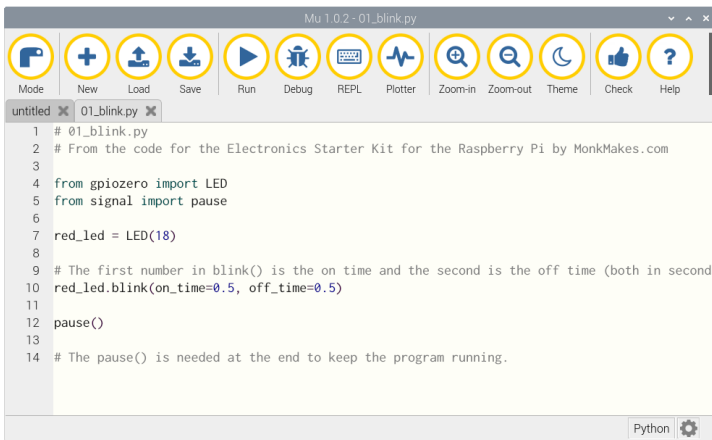 Mu 1.0.2 - 01_blink.py
Mode New Load Save Run Debug REPL Plotter Zoom-in Zoom-out Theme Check Help
untitled 01_blink.py
1 # 01_blink.py
2 # From the code for the Electronics Starter Kit for the Raspberry Pi by MonkMakes.com
3
4 from gpiozero import LED
5 from signal import pause
6
7 red_led = LED(18)
8
9 # The first number in blink() is the on time and the second is the off time (both in second
10 red_led.blink(on_time=0.5, off_time=0.5)
11
12 pause()
13
14 # The pause() is needed at the end to keep the program running.
Python